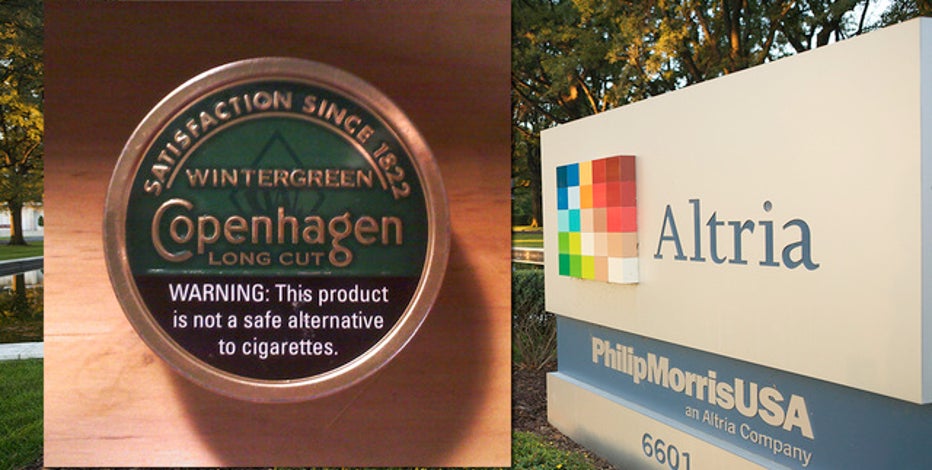 SATISFACTION SINCE 1822
WINTERGREEN
Copenhagen
LONG CUT
WARNING: This product
is not a safe alternative
to cigarettes.
Altria
PhilipMorrisUSA
an Altria Company
6601